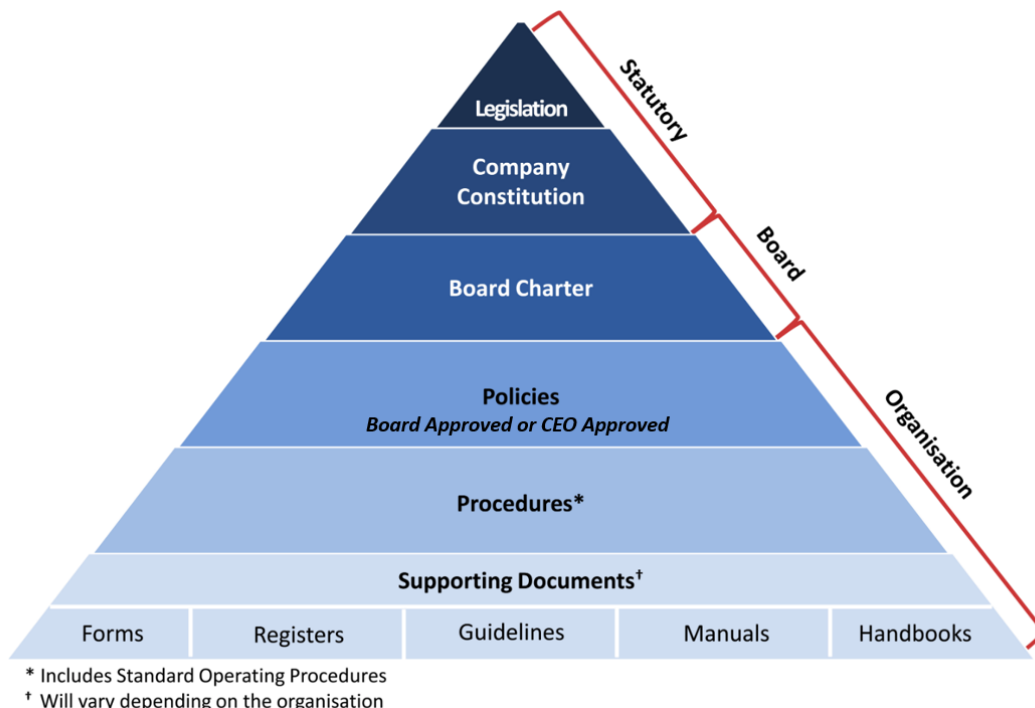 Legislation
Statutory
Company
Constitution
Board
Board Charter
Policies
Board Approved or CEO Approved
Organisation
Procedures*
Supporting Documents†
Forms
Registers
Guidelines
Manuals
Handbooks
* Includes Standard Operating Procedures
† Will vary depending on the organisation